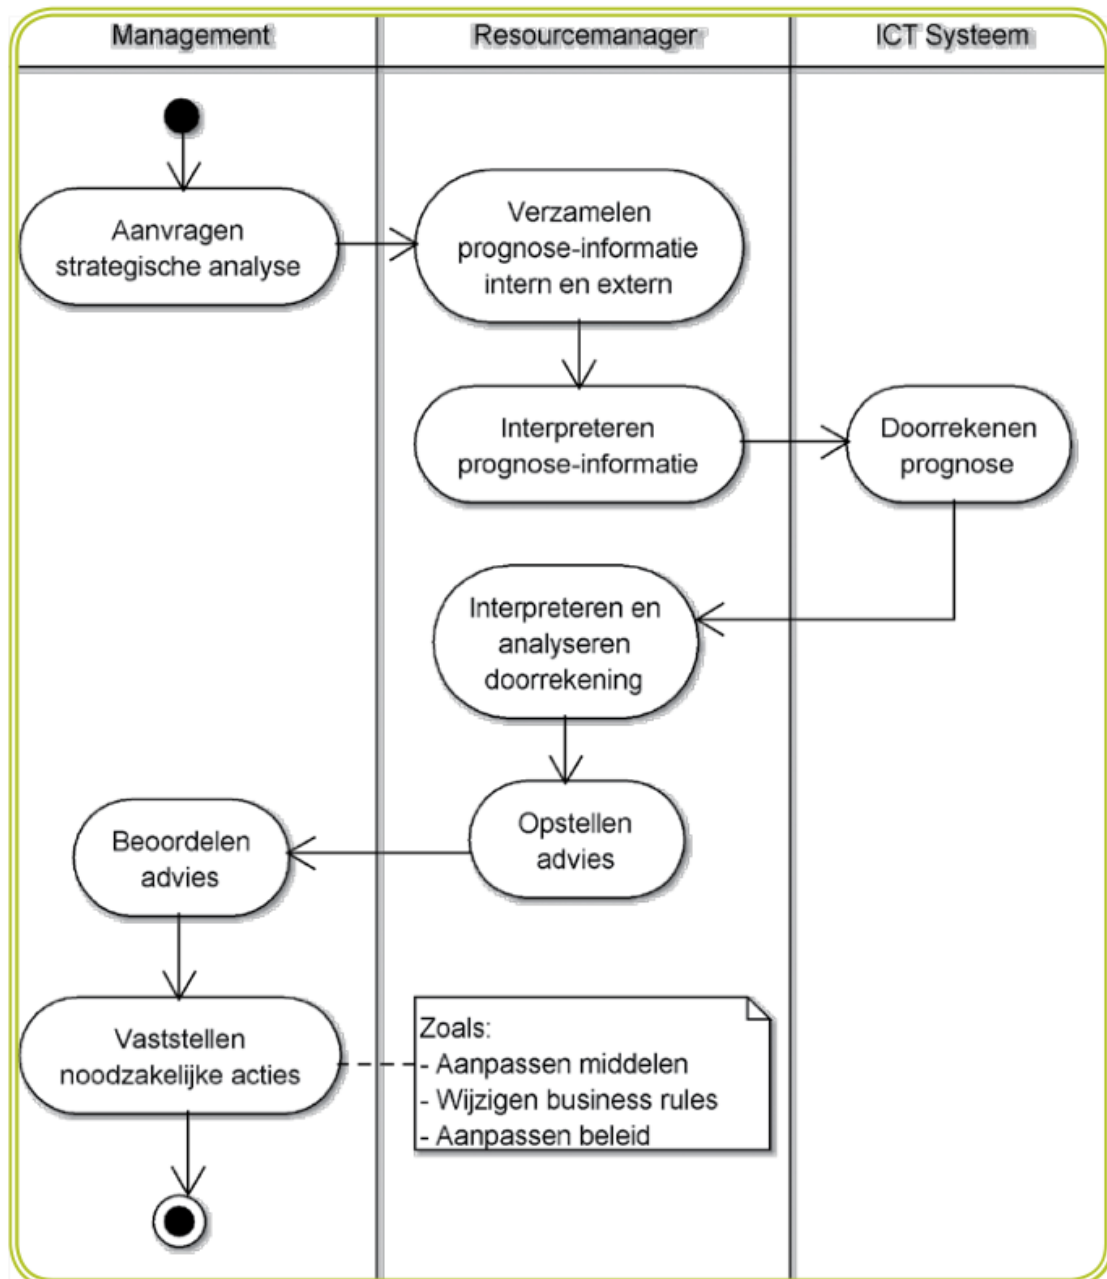 Management
Resourcemanager
ICT Systeem
Aanvragen
strategische analyse
Verzamelen
prognose-informatie
intern en extern
Interpreteren
prognose-informatie
Doorrekenen
prognose
Interpreteren en
analyseren
doorrekening
Opstellen
advies
Beoordelen
advies
Vaststellen
noodzakelijke acties
Zoals:
- Aanpassen middelen
- Wijzigen business rules
- Aanpassen beleid